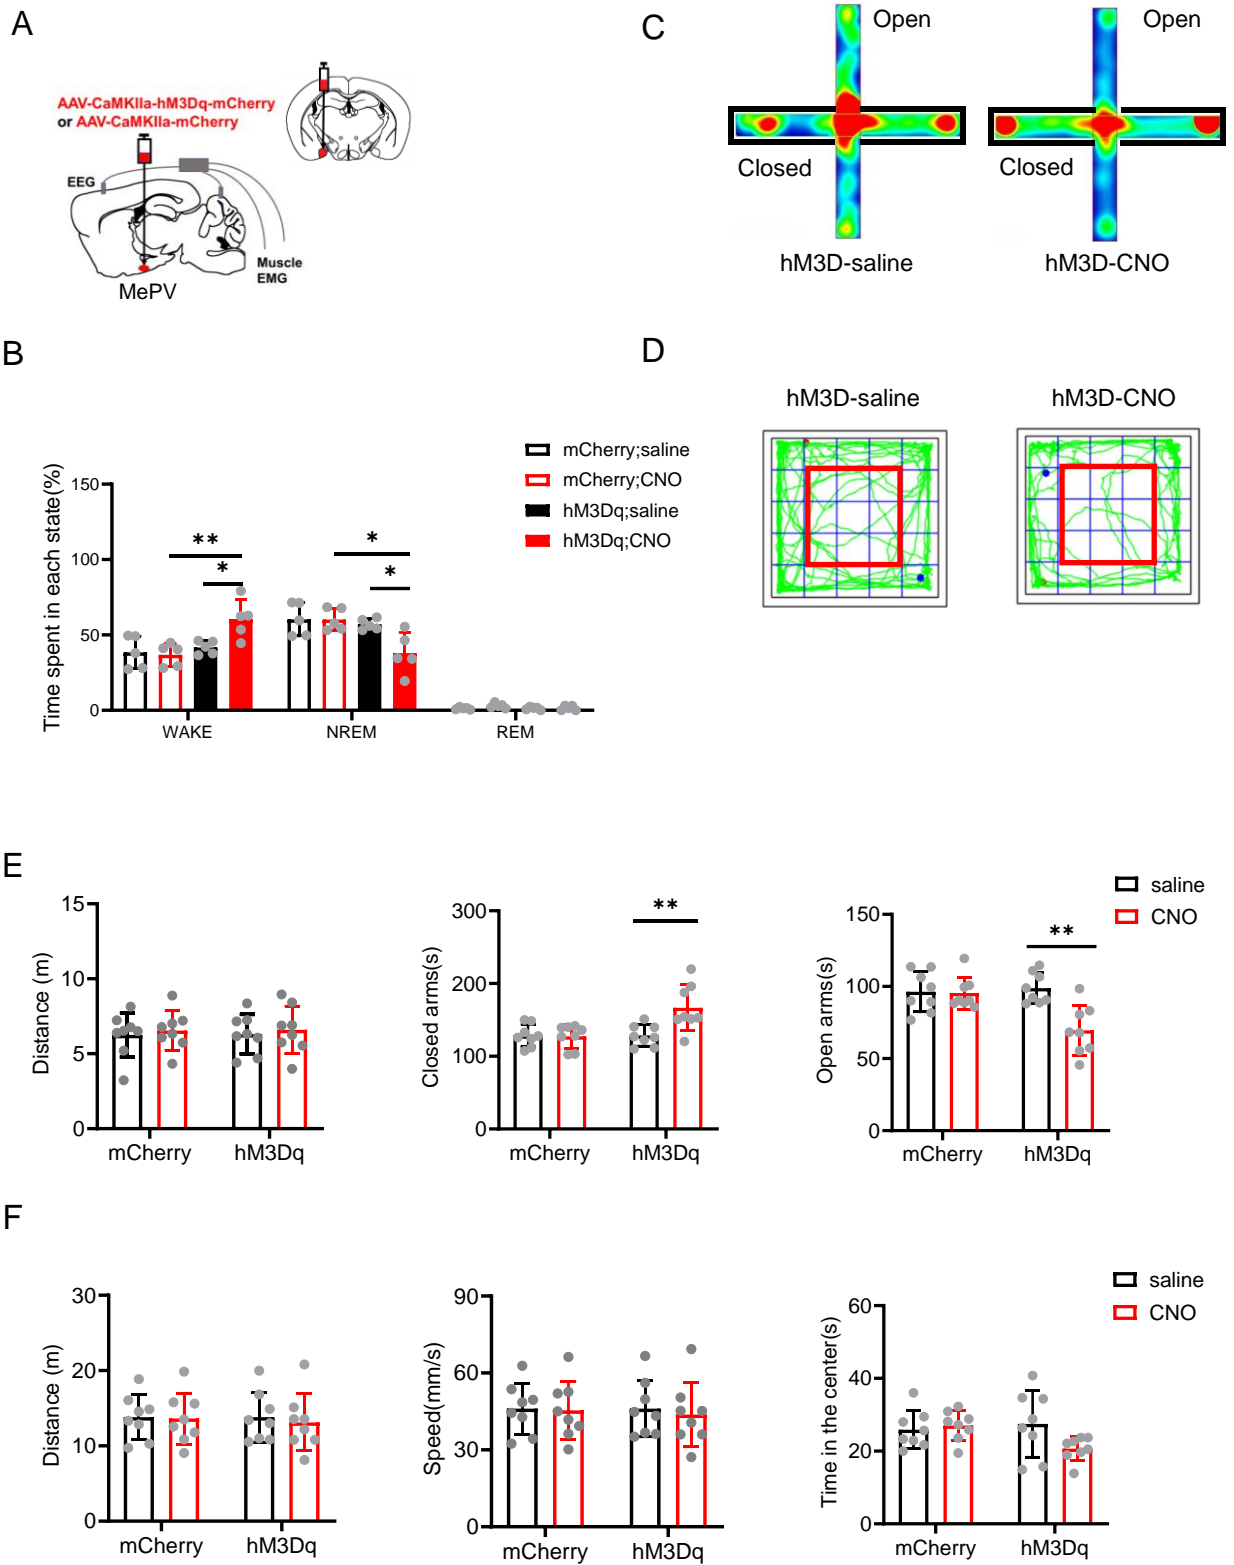 A
AAV-CaMKIIa-hM3Dq-mCherry
or AAV-CaMKIIa-mCherry
EEG
Muscle
EMG
MePV
C
Open
Open
Closed
Closed
hM3D-saline
hM3D-CNO
B
mCherry;saline
mCherry;CNO
hM3Dq;saline
hM3Dq;CNO
Time spent in each state(%)
150
100
50
0
**
*
*
*
WAKE
NREM
REM
D
hM3D-saline
hM3D-CNO
E
Distance (m)
15
10
5
0
mCherry
hM3Dq
Closed arms(s)
300
200
100
0
**
mCherry
hM3Dq
Open arms(s)
150
100
50
0
**
mCherry
hM3Dq
saline
CNO
F
Distance (m)
30
20
10
0
mCherry
hM3Dq
Speed(mm/s)
90
60
30
0
mCherry
hM3Dq
Time in the center(s)
60
40
20
0
mCherry
hM3Dq
saline
CNO